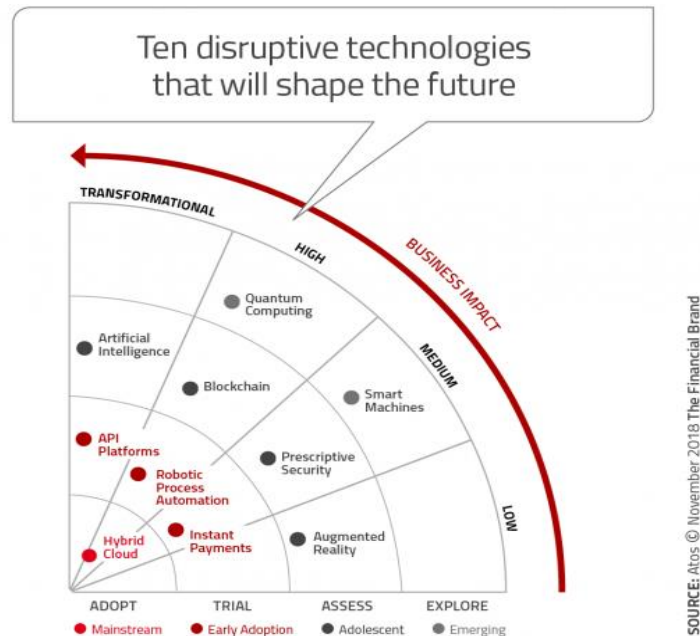 Ten disruptive technologies
that will shape the future
TRANSFORMATIONAL
HIGH
BUSINESS IMPACT
MEDIUM
LOW
Quantum
Computing
Artificial
Intelligence
Blockchain
Smart
Machines
API
Platforms
Prescriptive
Security
Robotic
Process
Automation
Instant
Payments
Augmented
Reality
Hybrid
Cloud
ADOPT TRIAL ASSESS EXPLORE
Mainstream Early Adoption Adolescent Emerging
SOURCE: Atos © November 2018 The Financial Brand